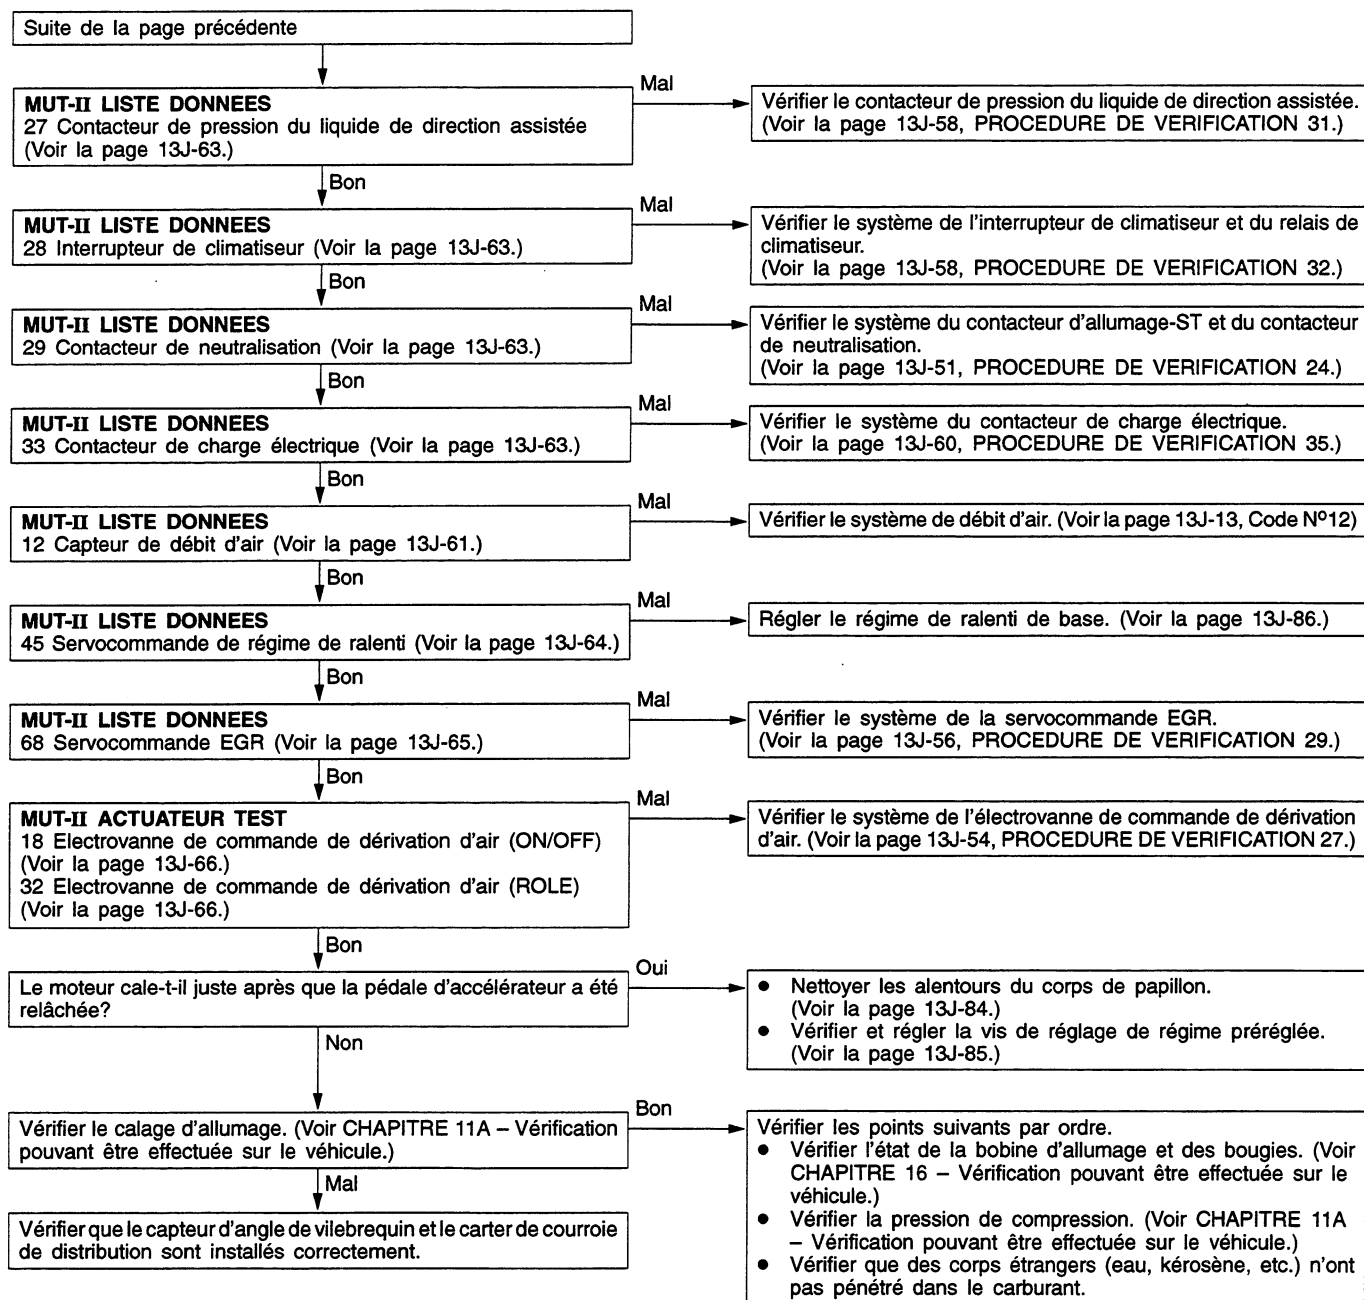 Suite de la page précédente
MUT-II LISTE DONNEES
27 Contacteur de pression du liquide de direction assistée
(Voir la page 13J-63.)
Mal
Vérifier le contacteur de pression du liquide de direction assistée.
(Voir la page 13J-58, PROCEDURE DE VERIFICATION 31.)
Bon
MUT-II LISTE DONNEES
28 Interrupteur de climatiseur (Voir la page 13J-63.)
Mal
Vérifier le système de l'interrupteur de climatiseur et du relais de
climatiseur.
(Voir la page 13J-58, PROCEDURE DE VERIFICATION 32.)
Bon
MUT-II LISTE DONNEES
29 Contacteur de neutralisation (Voir la page 13J-63.)
Mal
Vérifier le système du contacteur d'allumage-ST et du contacteur
de neutralisation.
(Voir la page 13J-51, PROCEDURE DE VERIFICATION 24.)
Bon
MUT-II LISTE DONNEES
33 Contacteur de charge électrique (Voir la page 13J-63.)
Mal
Vérifier le système du contacteur de charge électrique.
(Voir la page 13J-60, PROCEDURE DE VERIFICATION 35.)
Bon
MUT-II LISTE DONNEES
12 Capteur de débit d'air (Voir la page 13J-61.)
Mal
Vérifier le système de débit d'air. (Voir la page 13J-13, Code Nº12)
Bon
MUT-II LISTE DONNEES
45 Servocommande de régime de ralenti (Voir la page 13J-64.)
Mal
Régler le régime de ralenti de base. (Voir la page 13J-86.)
Bon
MUT-II LISTE DONNEES
68 Servocommande EGR (Voir la page 13J-65.)
Mal
Vérifier le système de la servocommande EGR.
(Voir la page 13J-56, PROCEDURE DE VERIFICATION 29.)
Bon
MUT-II ACTUATEUR TEST
18 Electrovanne de commande de dérivation d'air (ON/OFF)
(Voir la page 13J-66.)
32 Electrovanne de commande de dérivation d'air (ROLE)
(Voir la page 13J-66.)
Mal
Vérifier le système de l'électrovanne de commande de dérivation
d'air. (Voir la page 13J-54, PROCEDURE DE VERIFICATION 27.)
Bon
Le moteur cale-t-il juste après que la pédale d'accélérateur a été
relâchée?
Oui
● Nettoyer les alentours du corps de papillon.
(Voir la page 13J-84.)
● Vérifier et régler la vis de réglage de régime préréglée.
(Voir la page 13J-85.)
Non
Vérifier le calage d'allumage. (Voir CHAPITRE 11A – Vérification
pouvant être effectuée sur le véhicule.)
Bon
Vérifier les points suivants par ordre.
● Vérifier l'état de la bobine d'allumage et des bougies. (Voir
CHAPITRE 16 – Vérification pouvant être effectuée sur le
véhicule.)
● Vérifier la pression de compression. (Voir CHAPITRE 11A
– Vérification pouvant être effectuée sur le véhicule.)
● Vérifier que des corps étrangers (eau, kérosène, etc.) n'ont
pas pénétré dans le carburant.
Mal
Vérifier que le capteur d'angle de vilebrequin et le carter de courroie
de distribution sont installés correctement.